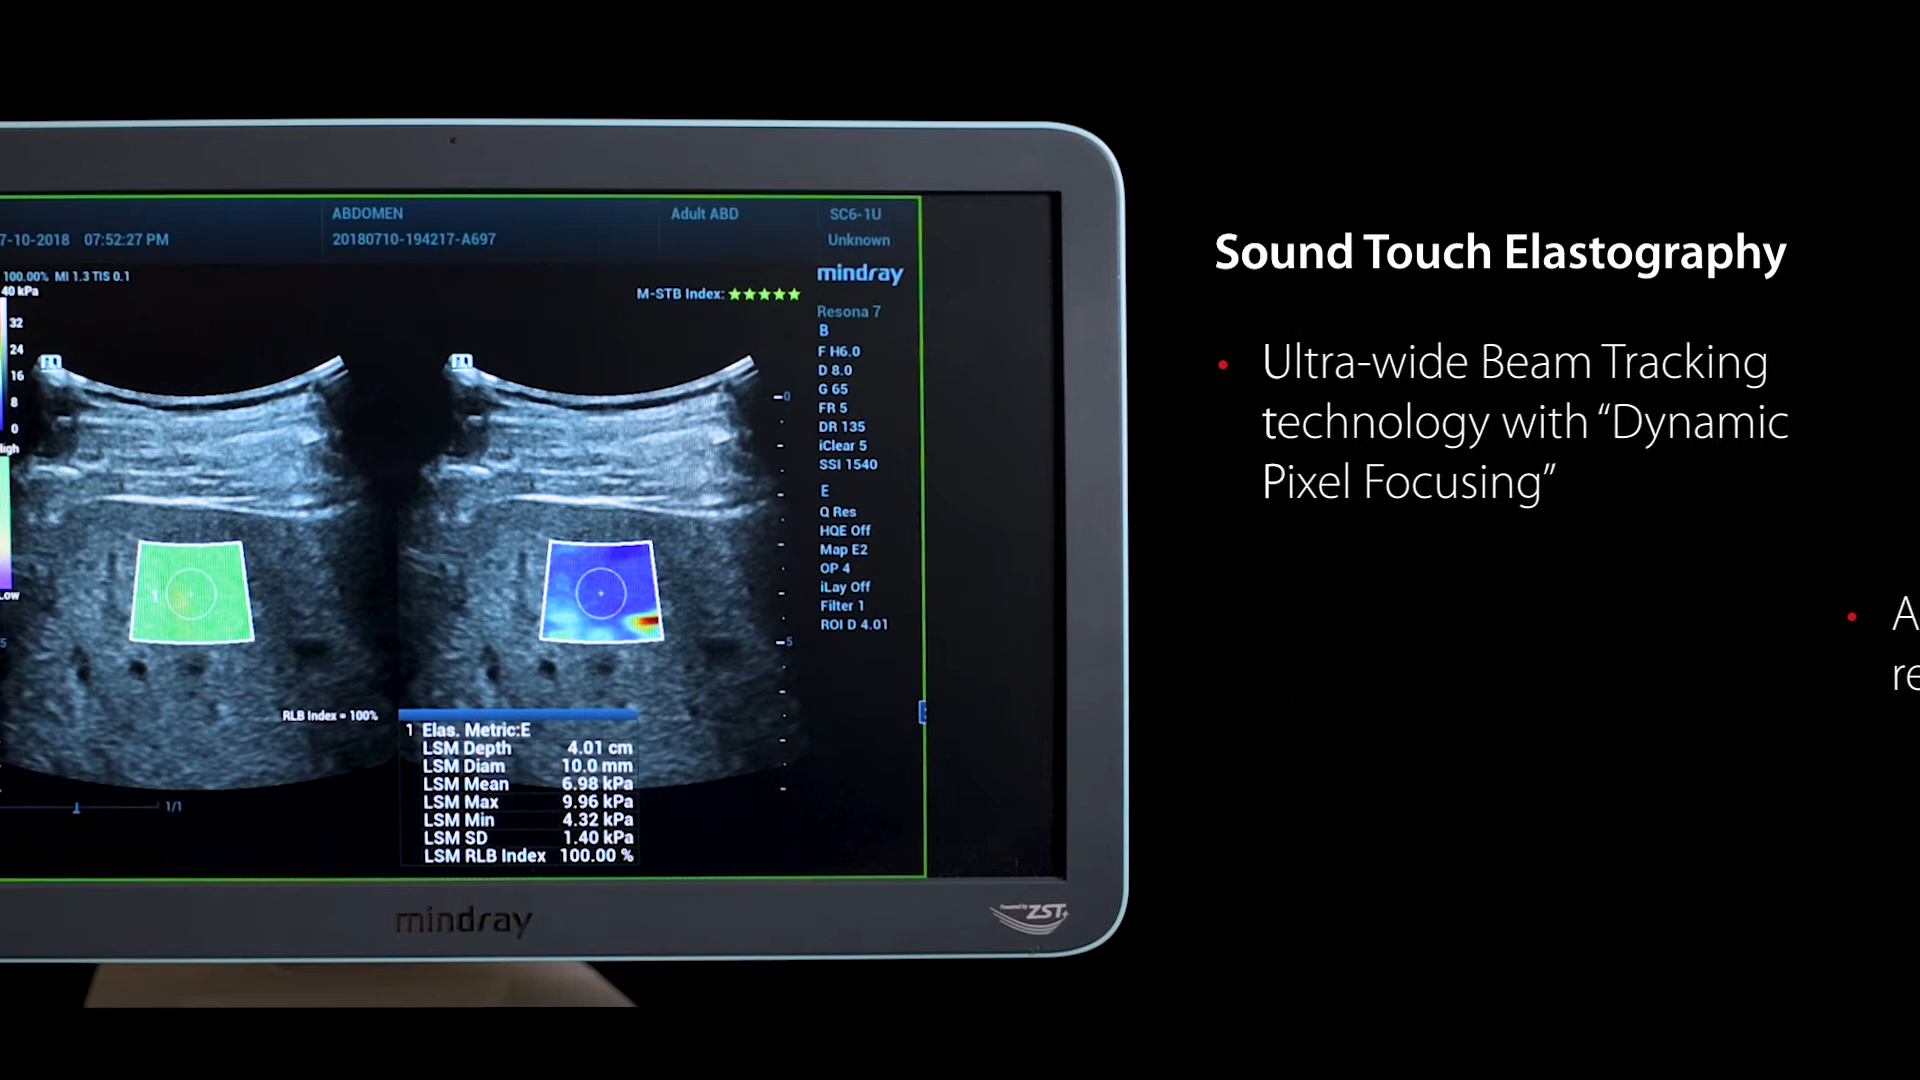 7-10-2018 07:52:27 PM
ABDOMEN
20180710-194217-A697
Adult ABD
SC6-1U
Unknown
100.00% MI 1.3 TIS 0.1
40 kPa
32
24
16
8
0
Low
M-STB Index:
mindray
Resona 7
B
F H6.0
D 8.0
G 65
FR 5
DR 135
iClear 5
SSI 1540
E
Q Res
HQE Off
Map E2
OP 4
iLay Off
Filter 1
ROI D 4.01
0
5
1
RLB Index = 100%
1 Elas. Metric:E
LSM Depth 4.01 cm
LSM Diam 10.0 mm
LSM Mean 6.98 kPa
LSM Max 9.96 kPa
LSM Min 4.32 kPa
LSM SD 1.40 kPa
LSM RLB Index 100.00 %
1/1
mindray
Powered by ZST+
Sound Touch Elastography
• Ultra-wide Beam Tracking
technology with “Dynamic
Pixel Focusing”
• A
re